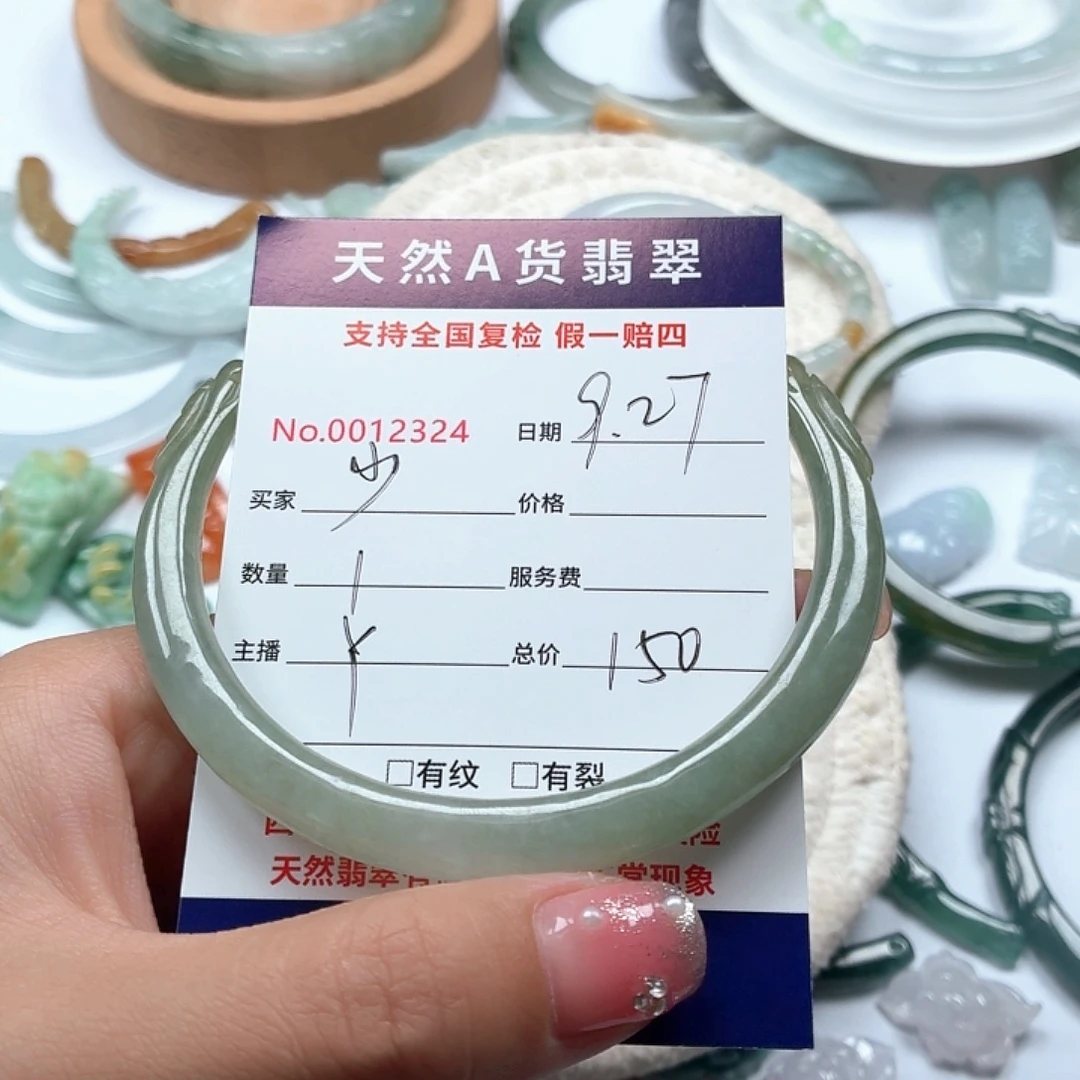 天然A货翡翠
支持全国复检 假一赔四
No.0012324 日期 9.27
买家 少 价格
数量 1 服务费
主播 总价 150
□有纹 □有裂
天然翡翠 常现象